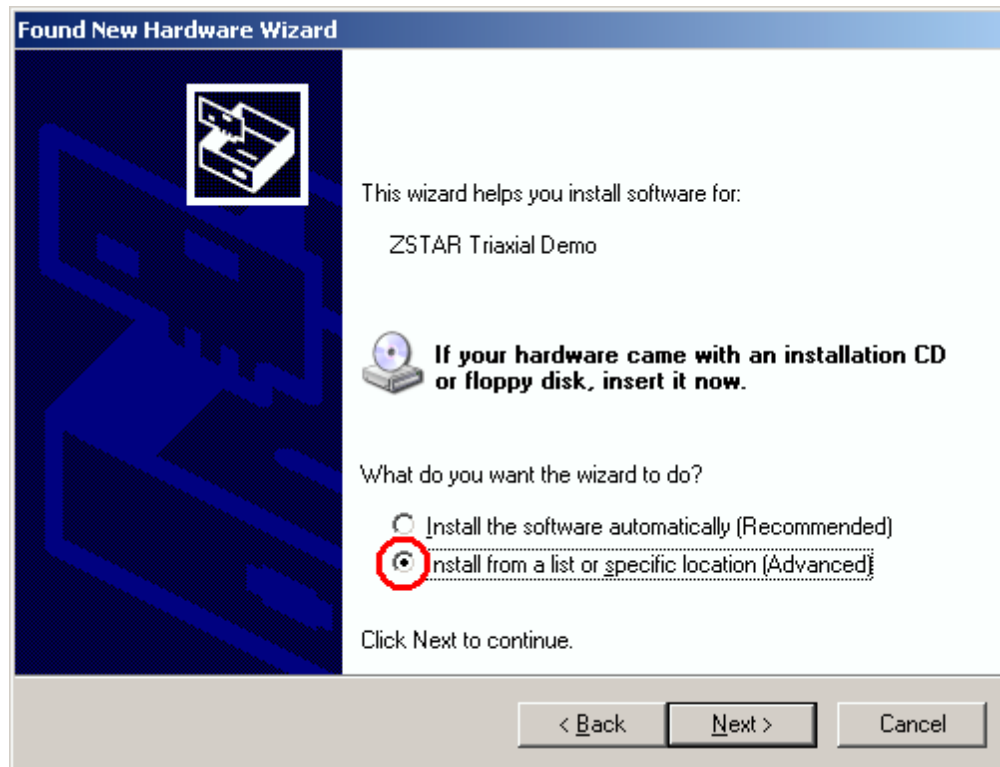 Found New Hardware Wizard
This wizard helps you install software for:
ZSTAR Triaxial Demo
If your hardware came with an installation CD
or floppy disk, insert it now.
What do you want the wizard to do?
Install the software automatically (Recommended)
Install from a list or specific location (Advanced)
Click Next to continue.
< Back
Next >
Cancel